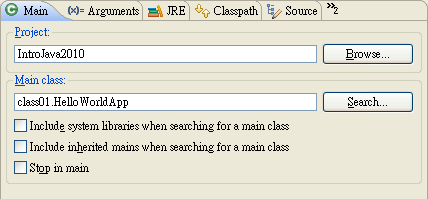 Main (x)= Arguments JRE Classpath Source »2
Project:
IntroJava2010 Browse...
Main class:
class01.HelloWorldApp Search...
Include system libraries when searching for a main class
Include inherited mains when searching for a main class
Stop in main